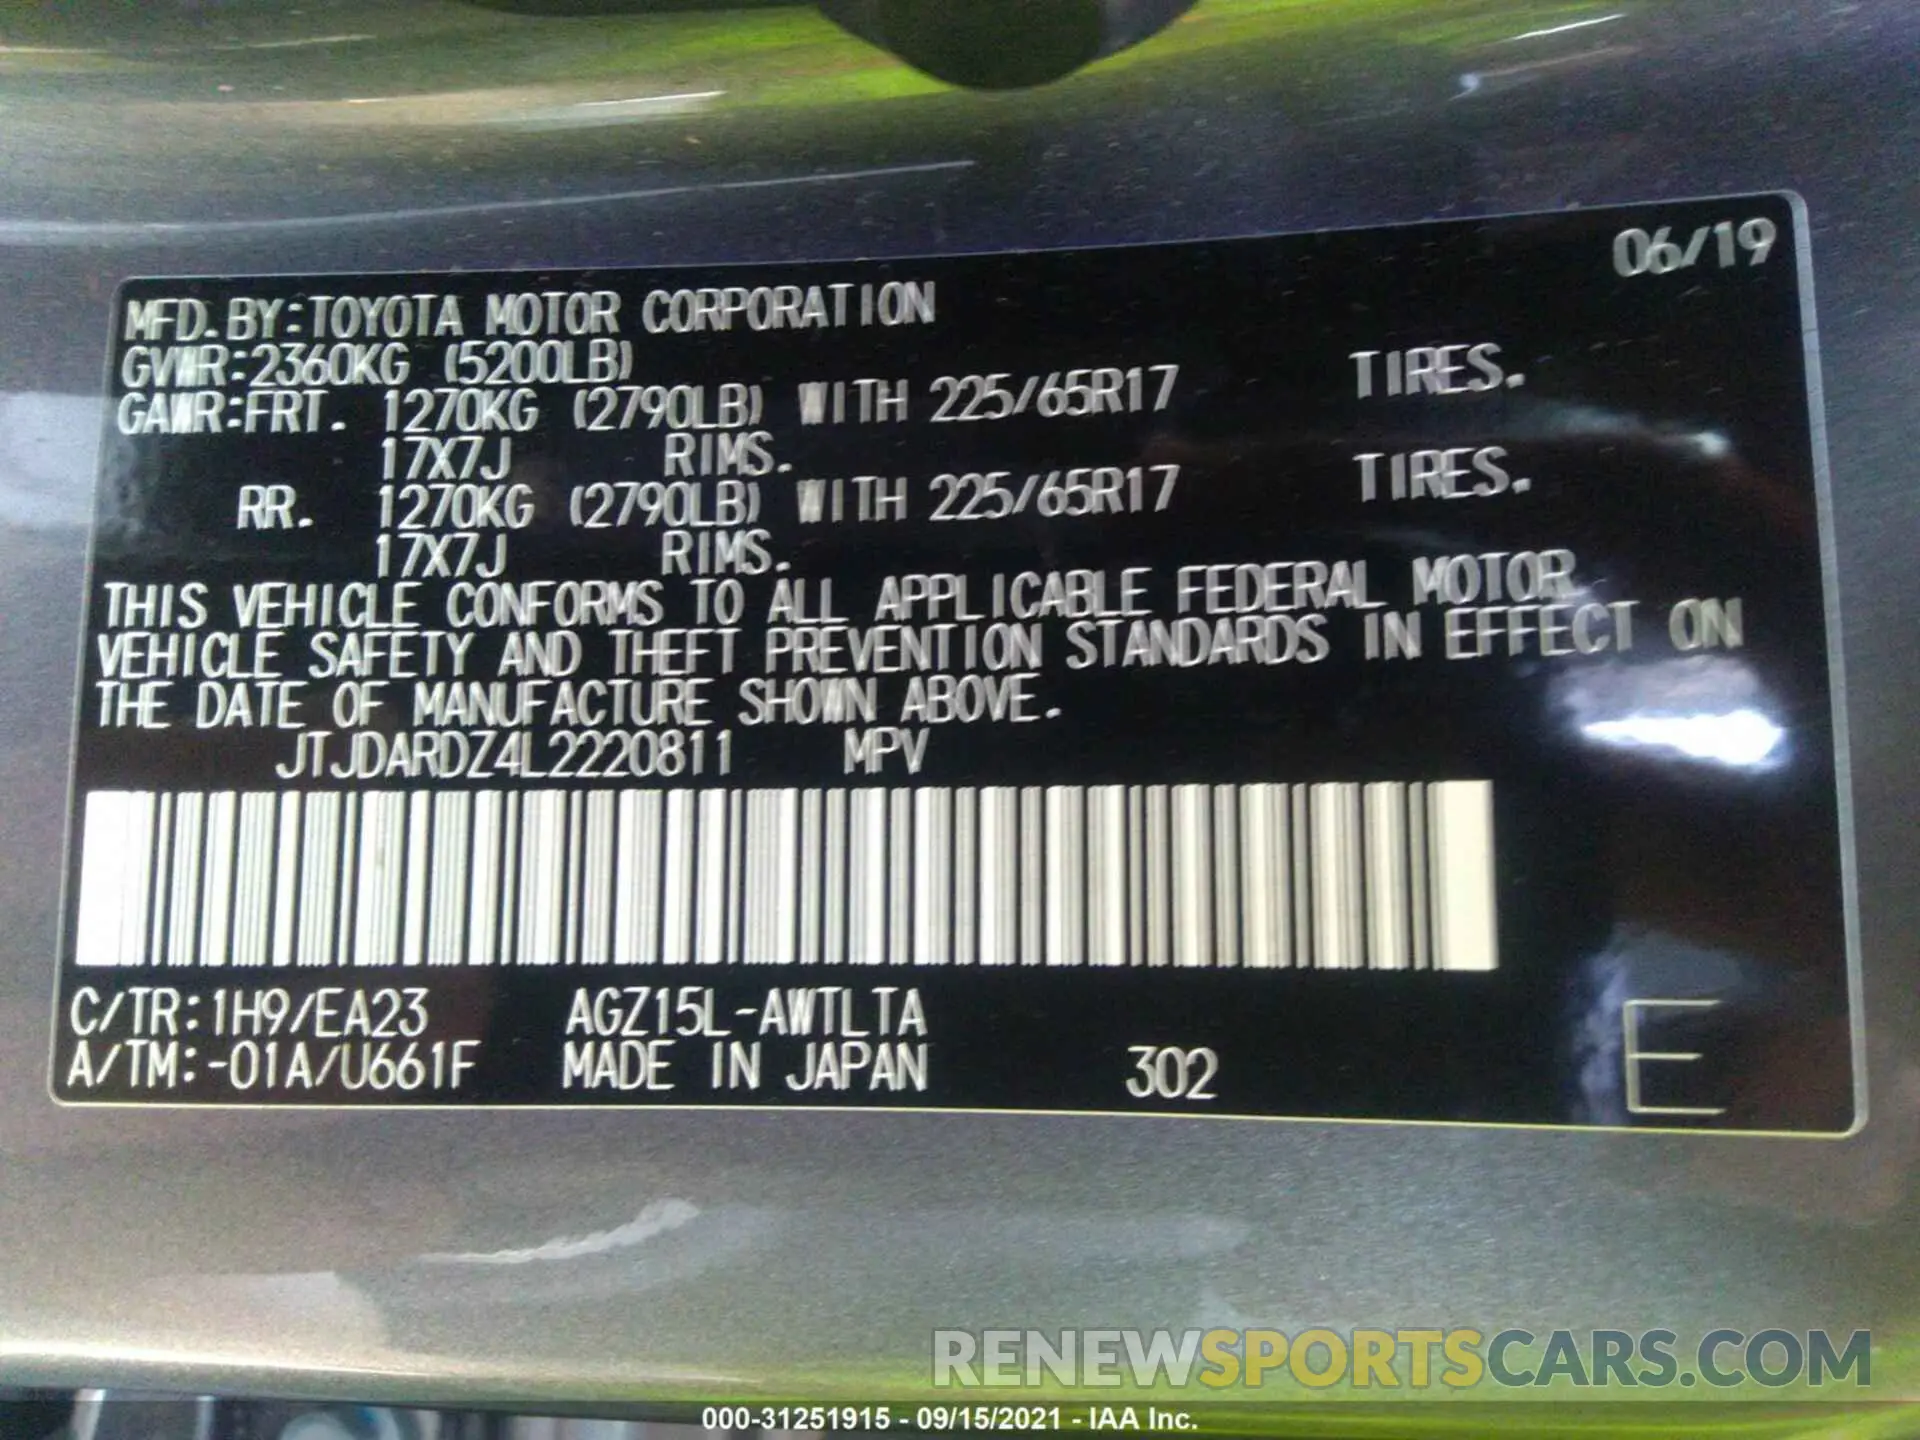 06/19
MFD.BY:TOYOTA MOTOR CORPORATION
GVWR:2360KG (5200LB)
GAWR:FRT. 1270KG (2790LB) WITH 225/65R17 TIRES.
17X7J RIMS.
RR. 1270KG (2790LB) WITH 225/65R17 TIRES.
17X7J RIMS.
THIS VEHICLE CONFORMS TO ALL APPLICABLE FEDERAL MOTOR
VEHICLE SAFETY AND THEFT PREVENTION STANDARDS IN EFFECT ON
THE DATE OF MANUFACTURE SHOWN ABOVE.
JTJDARDZ4L2220811 MPV
C/TR:1H9/EA23 AGZ15L-AWTLTA
A/TM:-01A/U661F MADE IN JAPAN 302 E
RENEWSPORTSCARS.COM
000-31251915 - 09/15/2021 - IAA Inc.